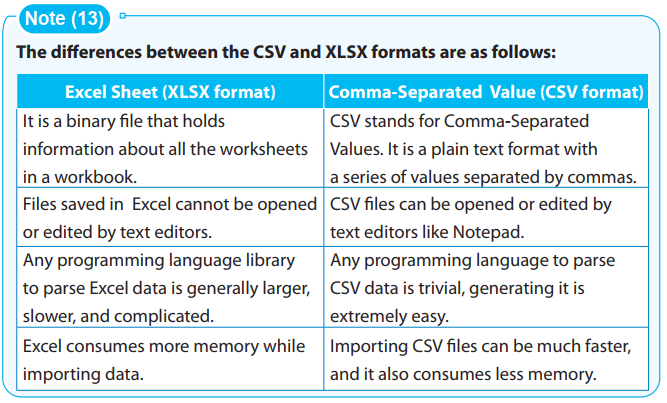 Note (13)
The differences between the CSV and XLSX formats are as follows:
Excel Sheet (XLSX format)
Comma-Separated Value (CSV format)
It is a binary file that holds
information about all the worksheets
in a workbook.
CSV stands for Comma-Separated
Values. It is a plain text format with
a series of values separated by commas.
Files saved in Excel cannot be opened
or edited by text editors.
CSV files can be opened or edited by
text editors like Notepad.
Any programming language library
to parse Excel data is generally larger,
slower, and complicated.
Any programming language to parse
CSV data is trivial, generating it is
extremely easy.
Excel consumes more memory while
importing data.
Importing CSV files can be much faster,
and it also consumes less memory.